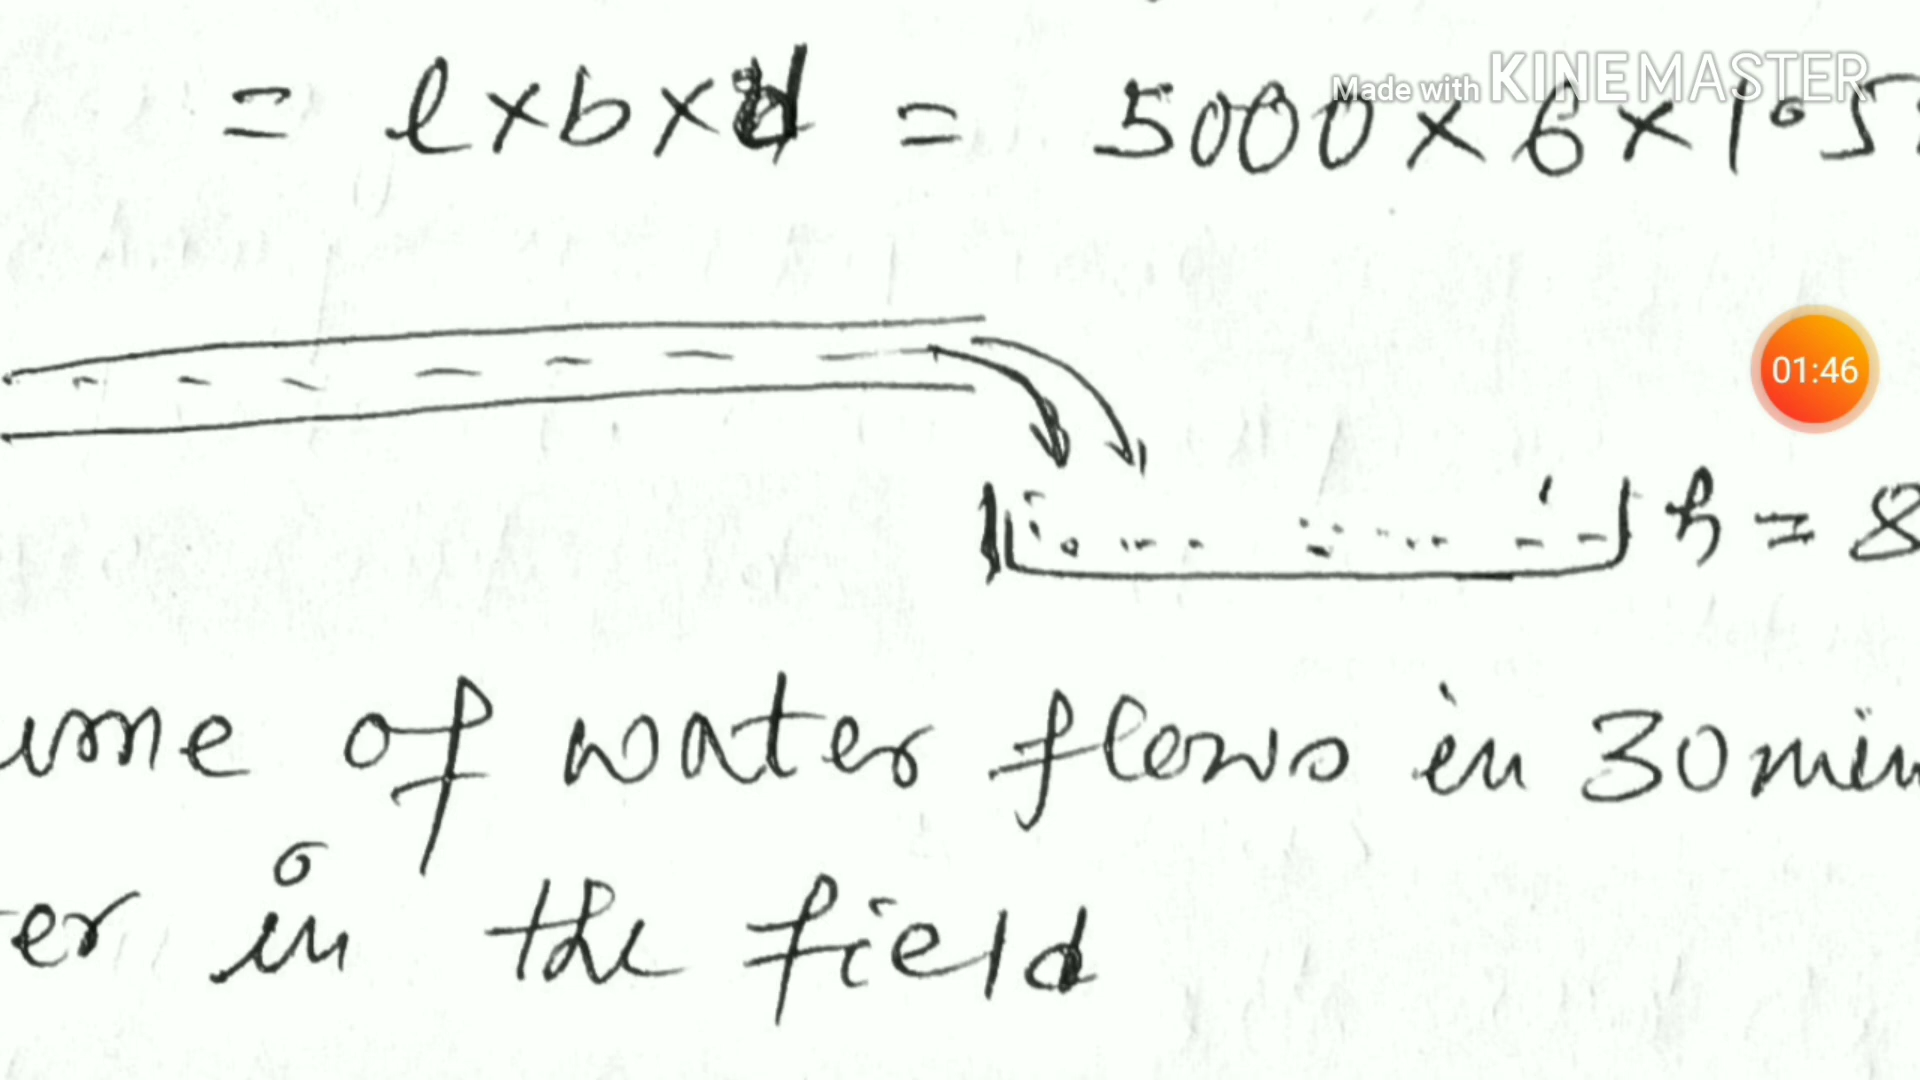 = l×b×d = 5000×6×1.5
Made with KINEMASTER
01:46
h = 8
ume of water flows in 30 min
er in the field